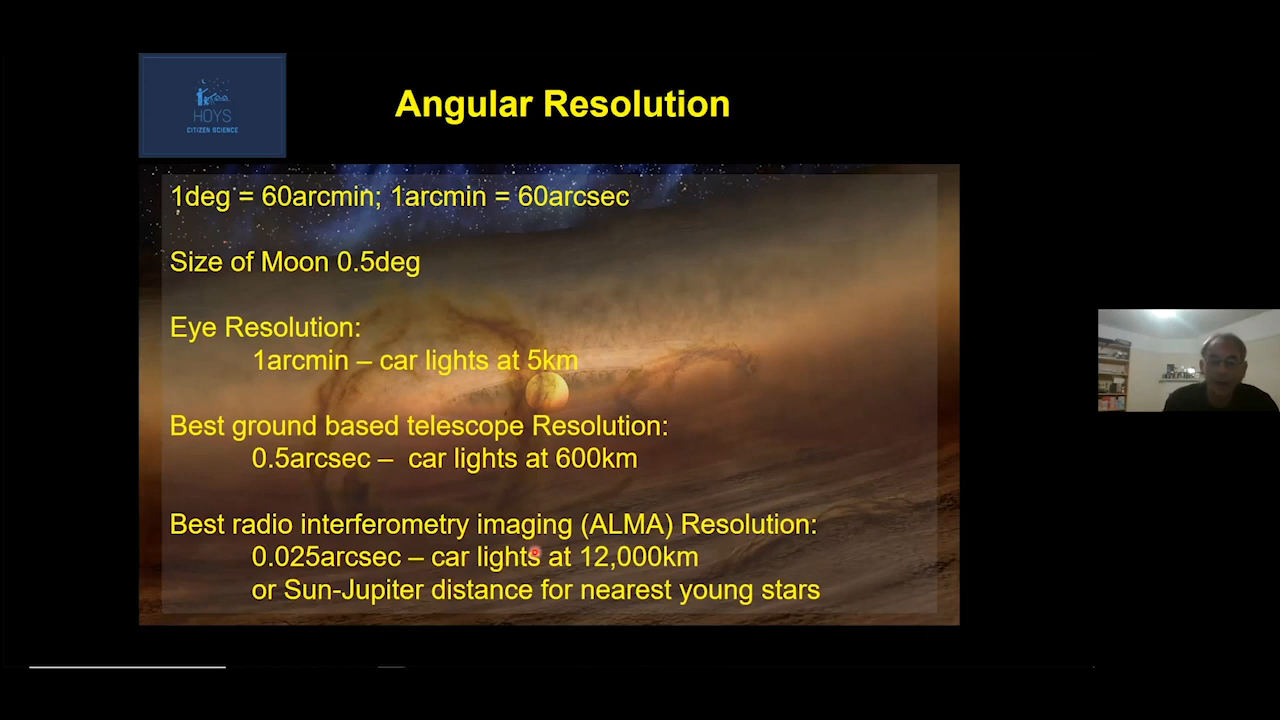 HOYS
CITIZEN SCIENCE
Angular Resolution
1deg = 60arcmin; 1arcmin = 60arcsec
Size of Moon 0.5deg
Eye Resolution:
1arcmin – car lights at 5km
Best ground based telescope Resolution:
0.5arcsec – car lights at 600km
Best radio interferometry imaging (ALMA) Resolution:
0.025arcsec – car lights at 12,000km
or Sun-Jupiter distance for nearest young stars